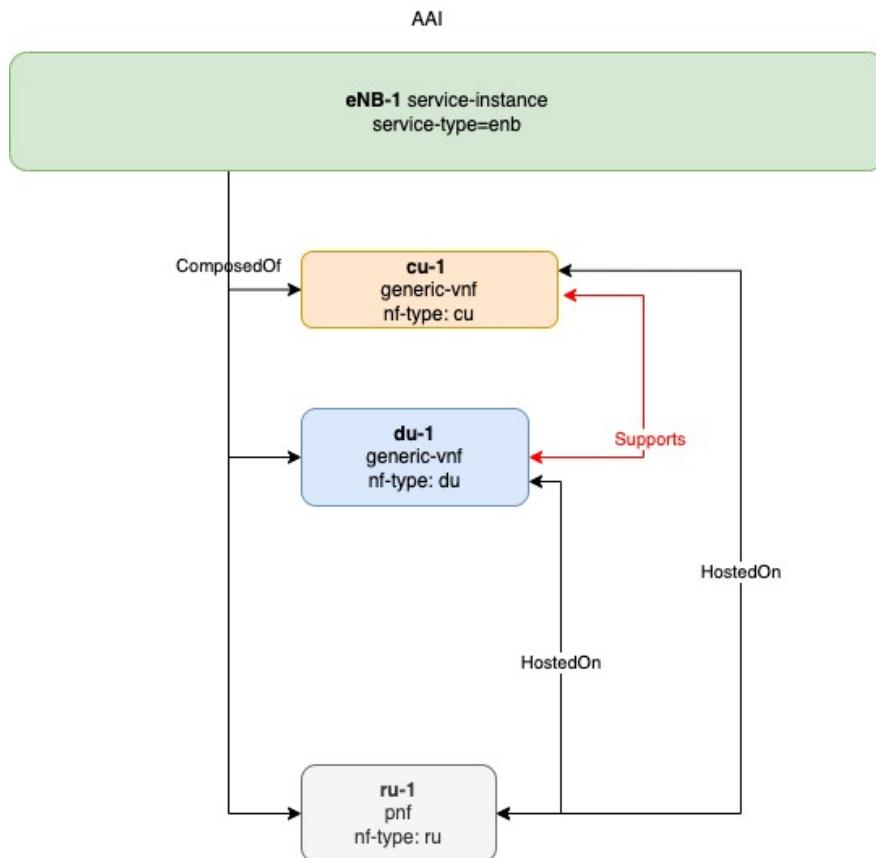 AAI
eNB-1 service-instance
service-type=enb
ComposedOf
cu-1
generic-vnf
nf-type: cu
du-1
generic-vnf
nf-type: du
Supports
HostedOn
HostedOn
ru-1
pnf
nf-type: ru